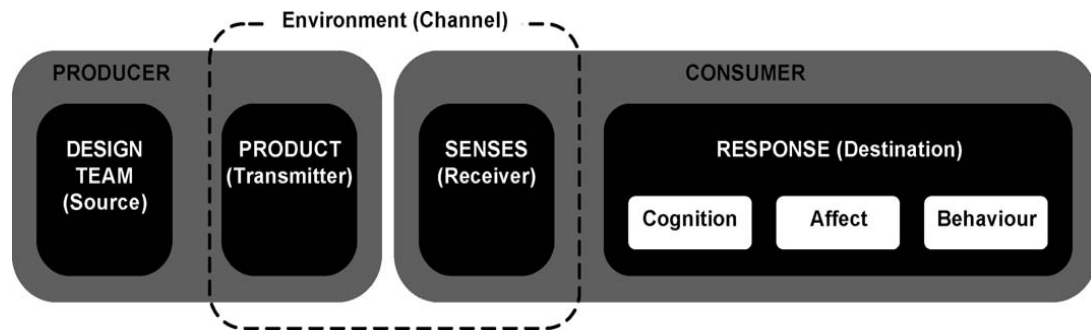 Environment (Channel)
PRODUCER
CONSUMER
DESIGN
TEAM
(Source)
PRODUCT
(Transmitter)
SENSES
(Receiver)
RESPONSE (Destination)
Cognition
Affect
Behaviour